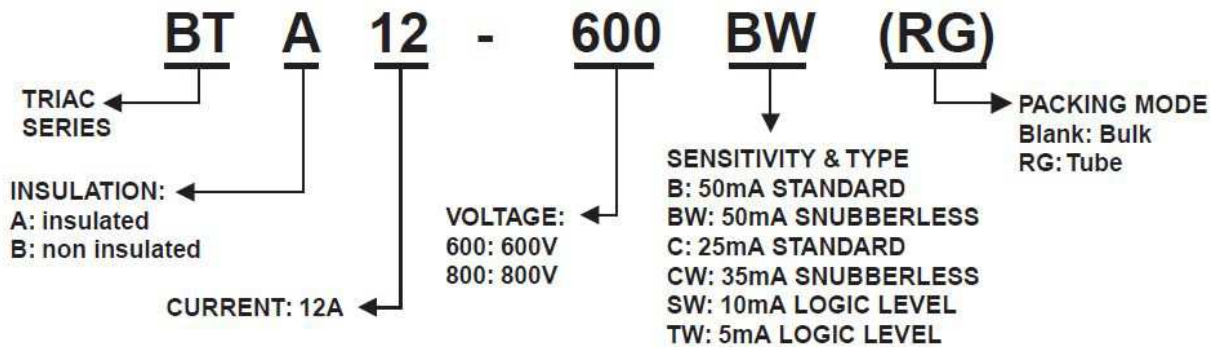 BT A 12 - 600 BW (RG)
TRIAC
SERIES
INSULATION:
A: insulated
B: non insulated
CURRENT: 12A
VOLTAGE:
600: 600V
800: 800V
SENSITIVITY & TYPE
B: 50mA STANDARD
BW: 50mA SNUBBERLESS
C: 25mA STANDARD
CW: 35mA SNUBBERLESS
SW: 10mA LOGIC LEVEL
TW: 5mA LOGIC LEVEL
PACKING MODE
Blank: Bulk
RG: Tube